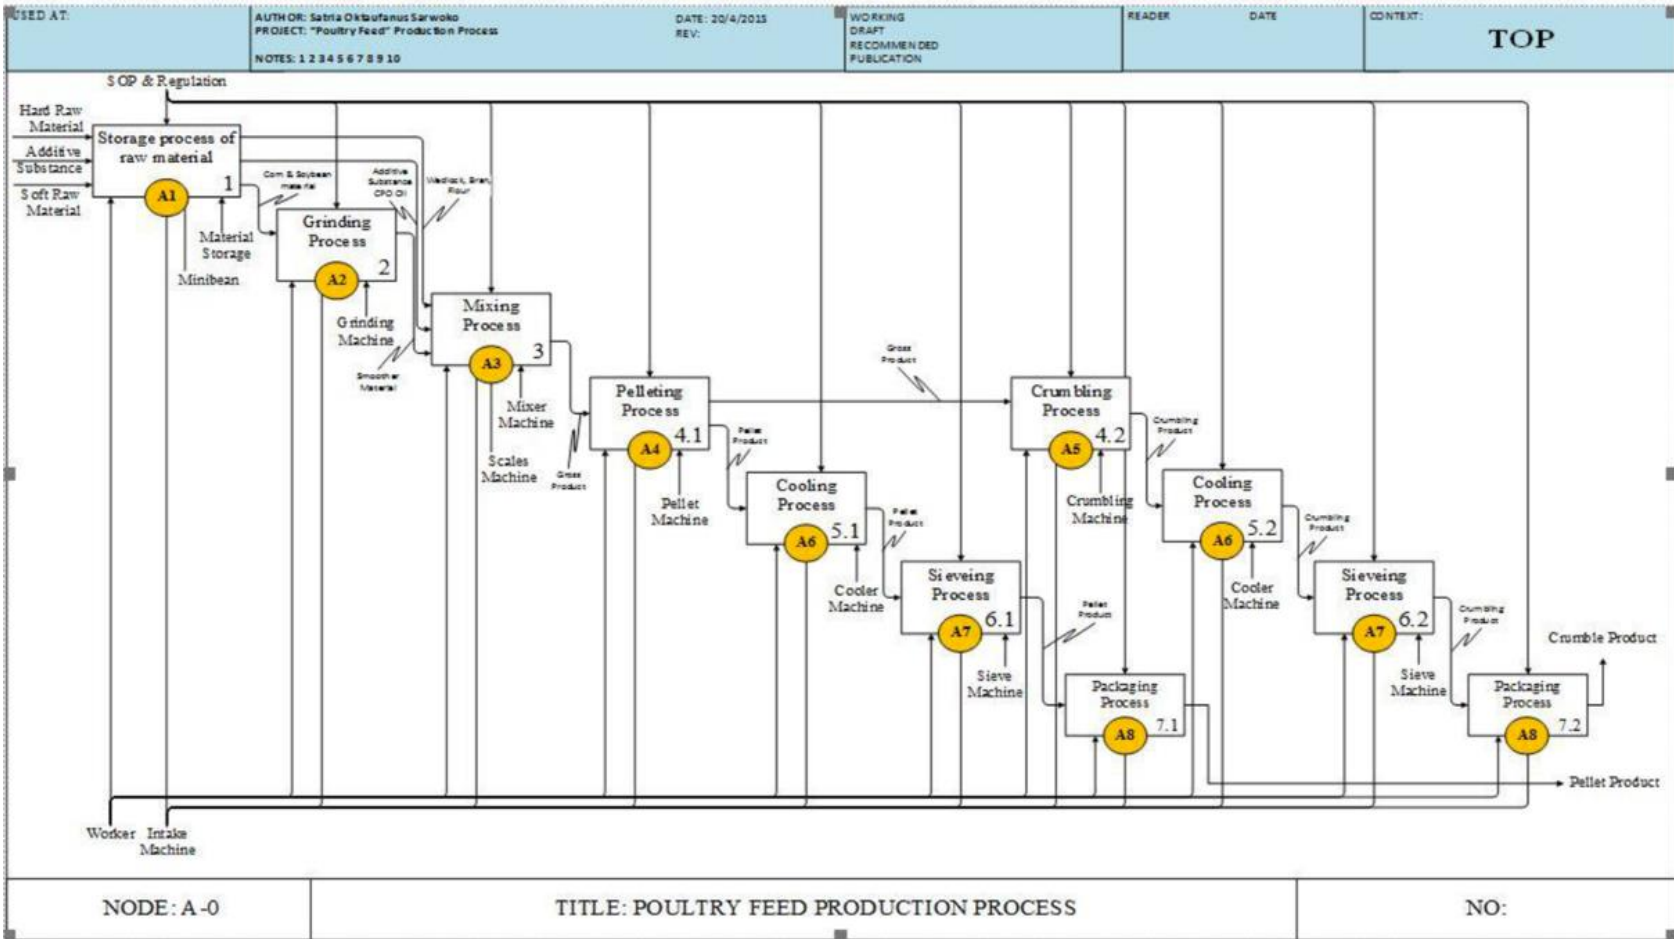 USED AT:
AUTHOR: Satria Oktaufanus Sarwoko
PROJECT: "Poultry Feed" Production Process
NOTES: 1 2 3 4 5 6 7 8 9 10
DATE: 20/4/2015
REV:
WORKING
DRAFT
RECOMMENDED
PUBLICATION
READER
DATE
CONTEXT:
TOP
SOP & Regulation
Hard Raw
Material
Additive
Substance
Soft Raw
Material
Storage process of
raw material
1
A1
Material
Storage
Minibean
Corn & Soybean
material
Additive
Substance
CPO Oil
Wedlock, Bran,
Flour
Grinding
Process
2
A2
Grinding
Machine
Smoother
Material
Mixing
Process
3
A3
Mixer
Machine
Scales
Machine
Gross
Product
Pelleting
Process
4.1
A4
Pellet
Machine
Pellet
Product
Gross
Product
Crumbling
Process
4.2
A5
Crumbling
Machine
Crumbling
Product
Cooling
Process
5.1
A6
Cooler
Machine
Pellet
Product
Cooling
Process
5.2
A6
Cooler
Machine
Crumbling
Product
Sieveing
Process
6.1
A7
Sieve
Machine
Pellet
Product
Sieveing
Process
6.2
A7
Sieve
Machine
Crumbling
Product
Packaging
Process
7.1
A8
Packaging
Process
7.2
A8
Crumble Product
Pellet Product
Worker
Intake
Machine
NODE: A-0
TITLE: POULTRY FEED PRODUCTION PROCESS
NO: